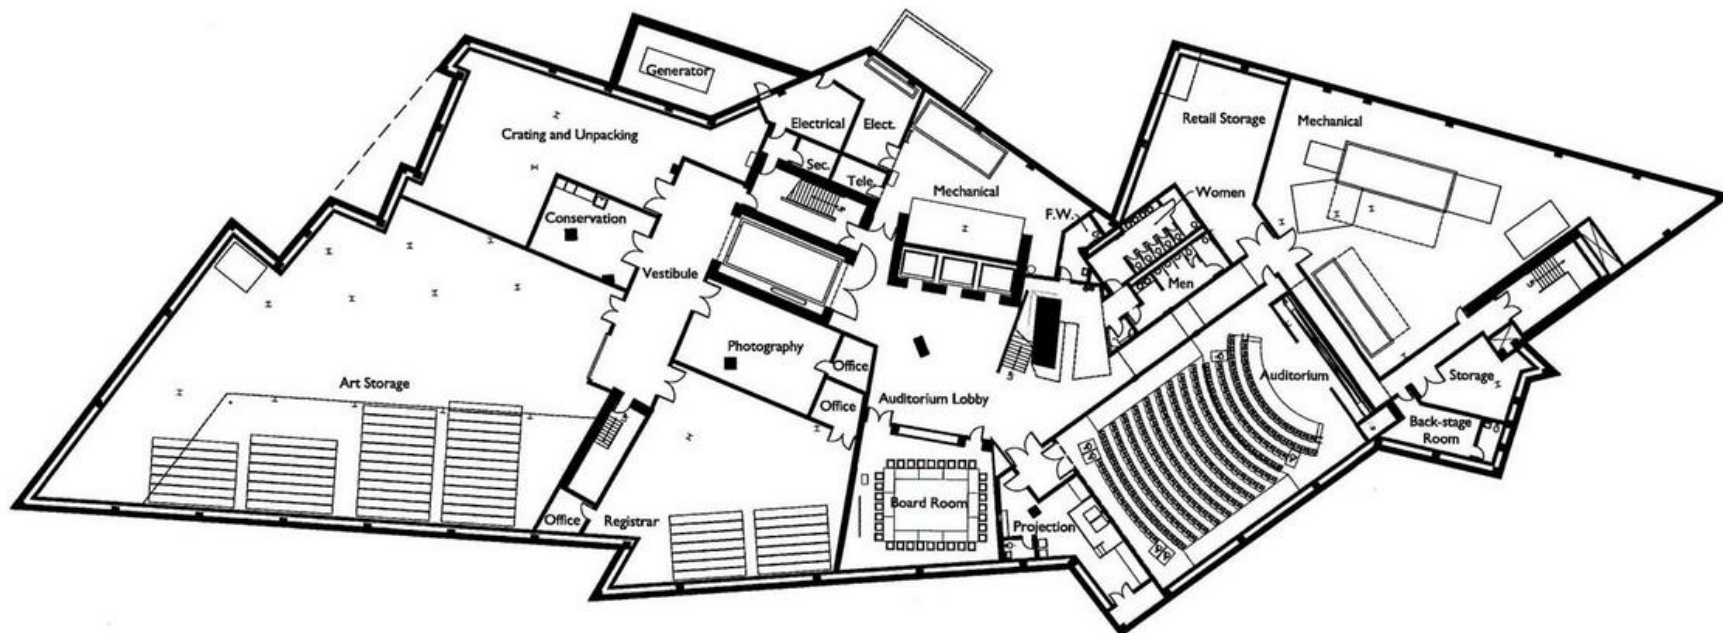 Generator
Electrical
Elect.
Crating and Unpacking
Sec.
Tele.
Mechanical
Retail Storage
Mechanical
Women
F.W.
Conservation
Vestibule
Men
Photography
Office
Office
Art Storage
Auditorium Lobby
Auditorium
Storage
Back-stage
Room
Board Room
Office
Registrar
Projection